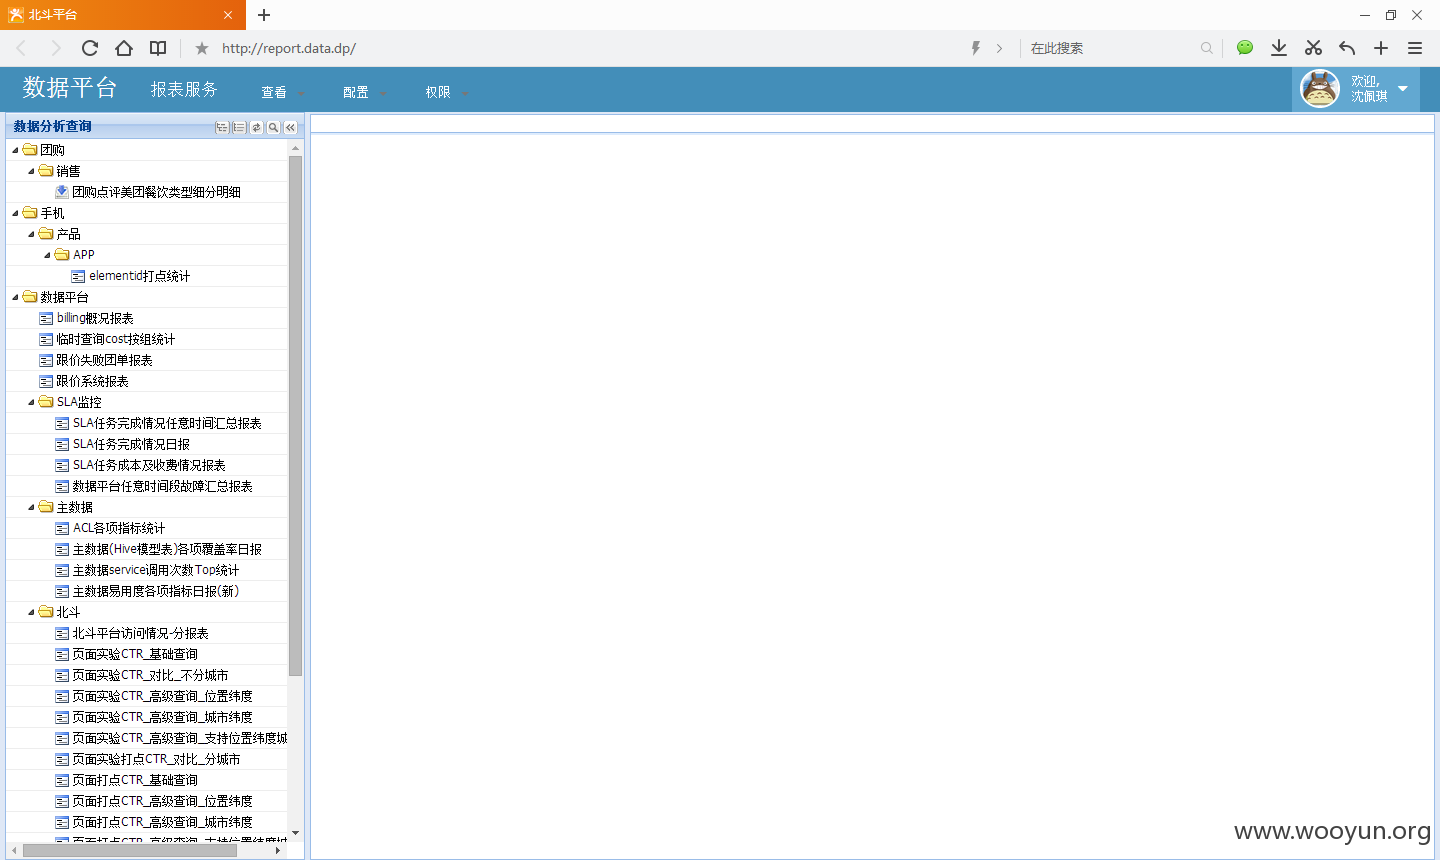 北斗平台
http://report.data.dp/
在此搜索
数据平台 报表服务 查看 配置 权限
欢迎,
沈佩琪
数据分析查询
团购
销售
团购点评美团餐饮类型细分明细
手机
产品
APP
elementid打点统计
数据平台
billing概况报表
临时查询cost按组统计
跟价失败团单报表
跟价系统报表
SLA监控
SLA任务完成情况任意时间汇总报表
SLA任务完成情况日报
SLA任务成本及收费情况报表
数据平台任意时间段故障汇总报表
主数据
ACL各项指标统计
主数据(Hive模型表)各项覆盖率日报
主数据service调用次数Top统计
主数据易用度各项指标日报(新)
北斗
北斗平台访问情况-分报表
页面实验CTR_基础查询
页面实验CTR_对比_不分城市
页面实验CTR_高级查询_位置纬度
页面实验CTR_高级查询_城市纬度
页面实验CTR_高级查询_支持位置纬度城
页面实验打点CTR_对比_分城市
页面打点CTR_基础查询
页面打点CTR_高级查询_位置纬度
页面打点CTR_高级查询_城市纬度
页面打点CTR_高级查询_支持位置纬度城
www.wooyun.org